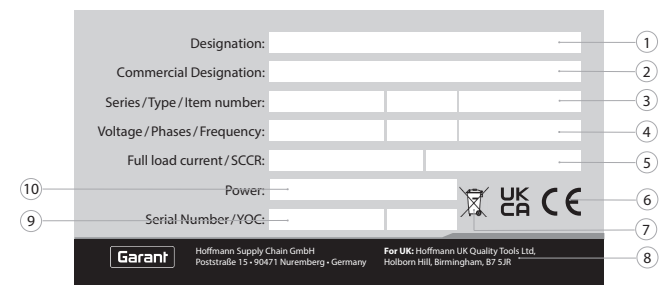 Designation:
1
Commercial Designation:
2
Series/Type/Item number:
3
Voltage/Phases/Frequency:
4
Full load current/SCCR:
5
10
Power:
UK
CA
CE
6
9
Serial Number/YOC:
7
Garant
Hoffmann Supply Chain GmbH
Poststraße 15 • 90471 Nuremberg • Germany
For UK: Hoffmann UK Quality Tools Ltd,
Holborn Hill, Birmingham, B7 5JR
8